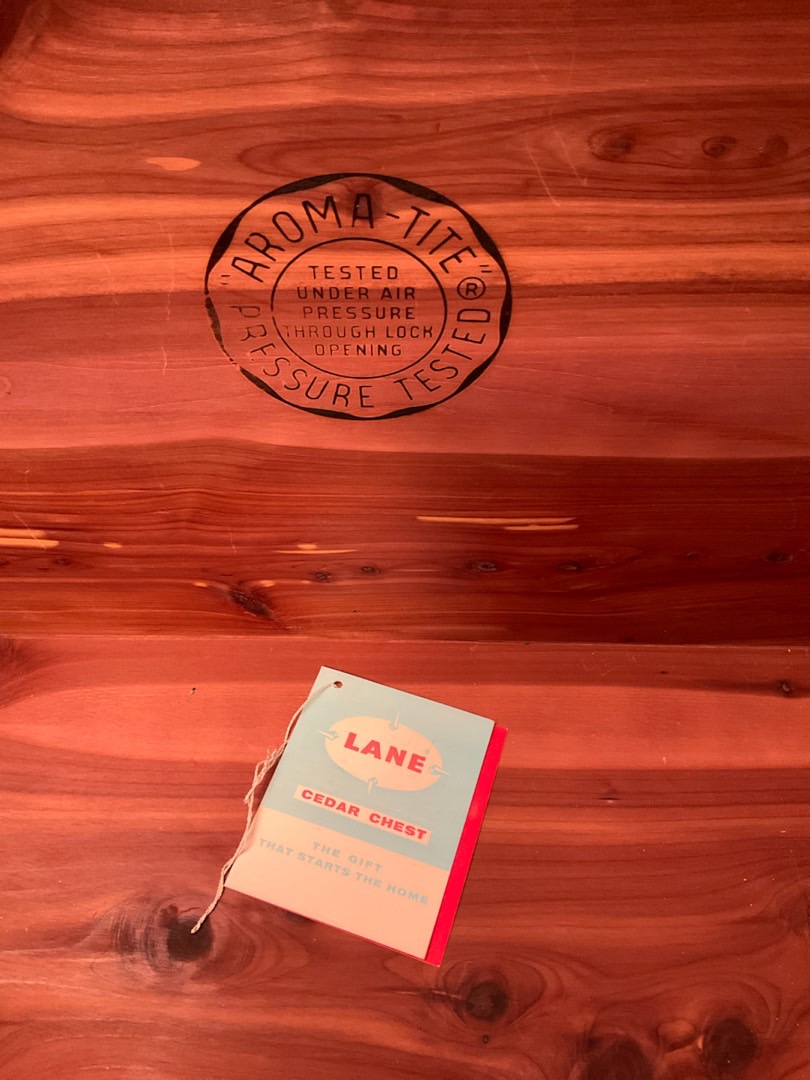 "AROMA-TITE"®
TESTED
UNDER AIR
PRESSURE
THROUGH LOCK
OPENING
PRESSURE TESTED
LANE
CEDAR CHEST
THE GIFT
THAT STARTS THE HOME